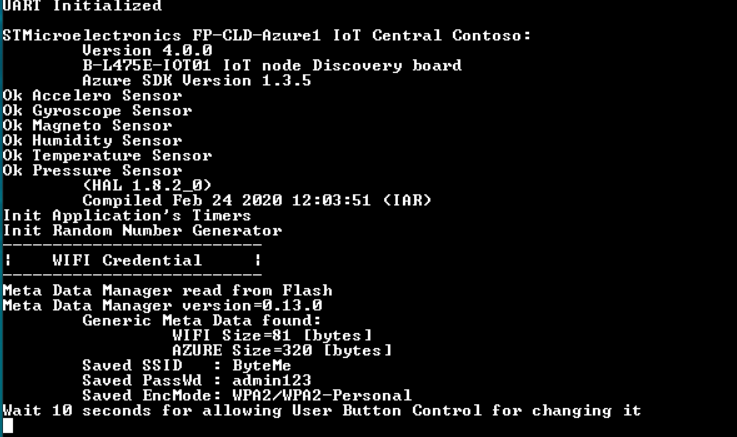 UART Initialized
STMicroelectronics FP-CLD-Azure1 IoT Central Contoso:
Version 4.0.0
B-L475E-IOT01 IoT node Discovery board
Azure SDK Version 1.3.5
Ok Accelero Sensor
Ok Gyroscope Sensor
Ok Magneto Sensor
Ok Humidity Sensor
Ok Temperature Sensor
Ok Pressure Sensor
(HAL 1.8.2_0)
Compiled Feb 24 2020 12:03:51 (IAR)
Init Application's Timers
Init Random Number Generator
--------------------------
|    WIFI Credential     |
--------------------------
Meta Data Manager read from Flash
Meta Data Manager version=0.13.0
Generic Meta Data found:
WIFI Size=81 [bytes]
AZURE Size=320 [bytes]
Saved SSID   : ByteMe
Saved PassWd : admin123
Saved EncMode: WPA2/WPA2-Personal
Wait 10 seconds for allowing User Button Control for changing it